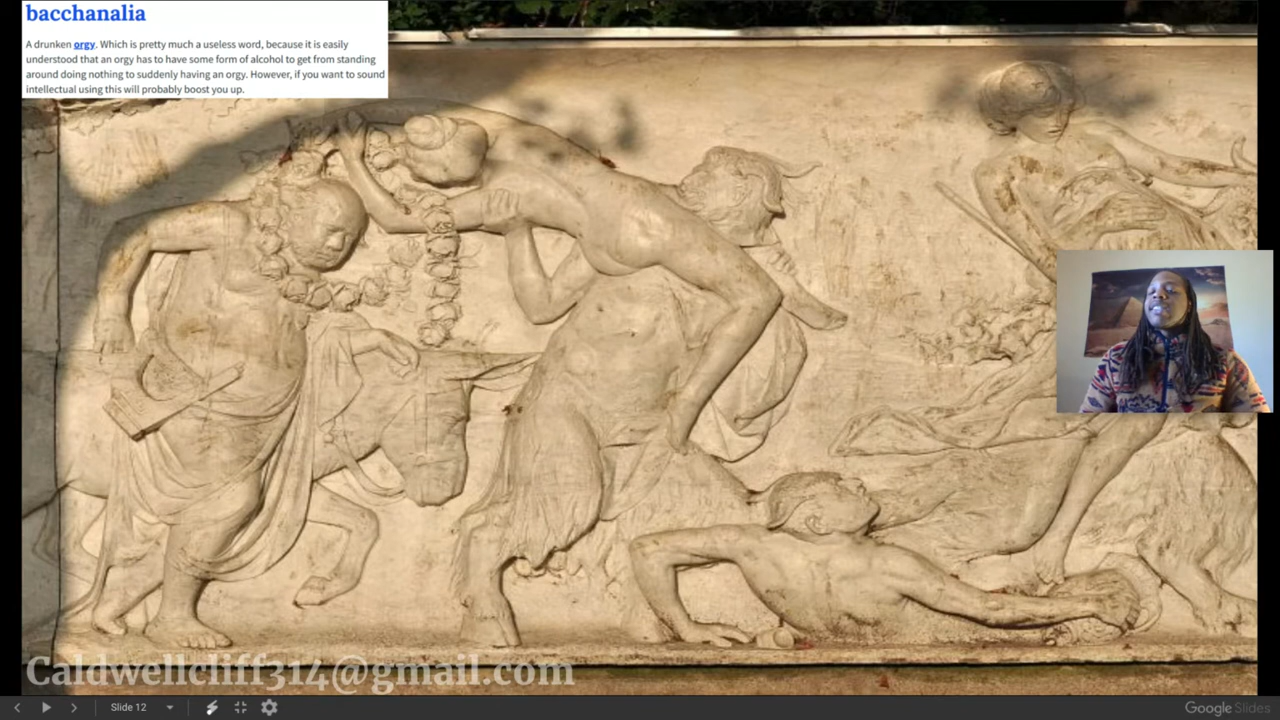 bacchanalia
A drunken orgy. Which is pretty much a useless word, because it is easily
understood that an orgy has to have some form of alcohol to get from standing
around doing nothing to suddenly having an orgy. However, if you want to sound
intellectual using this will probably boost you up.
Caldwellcliff314@gmail.com
Slide 12
Google Slides